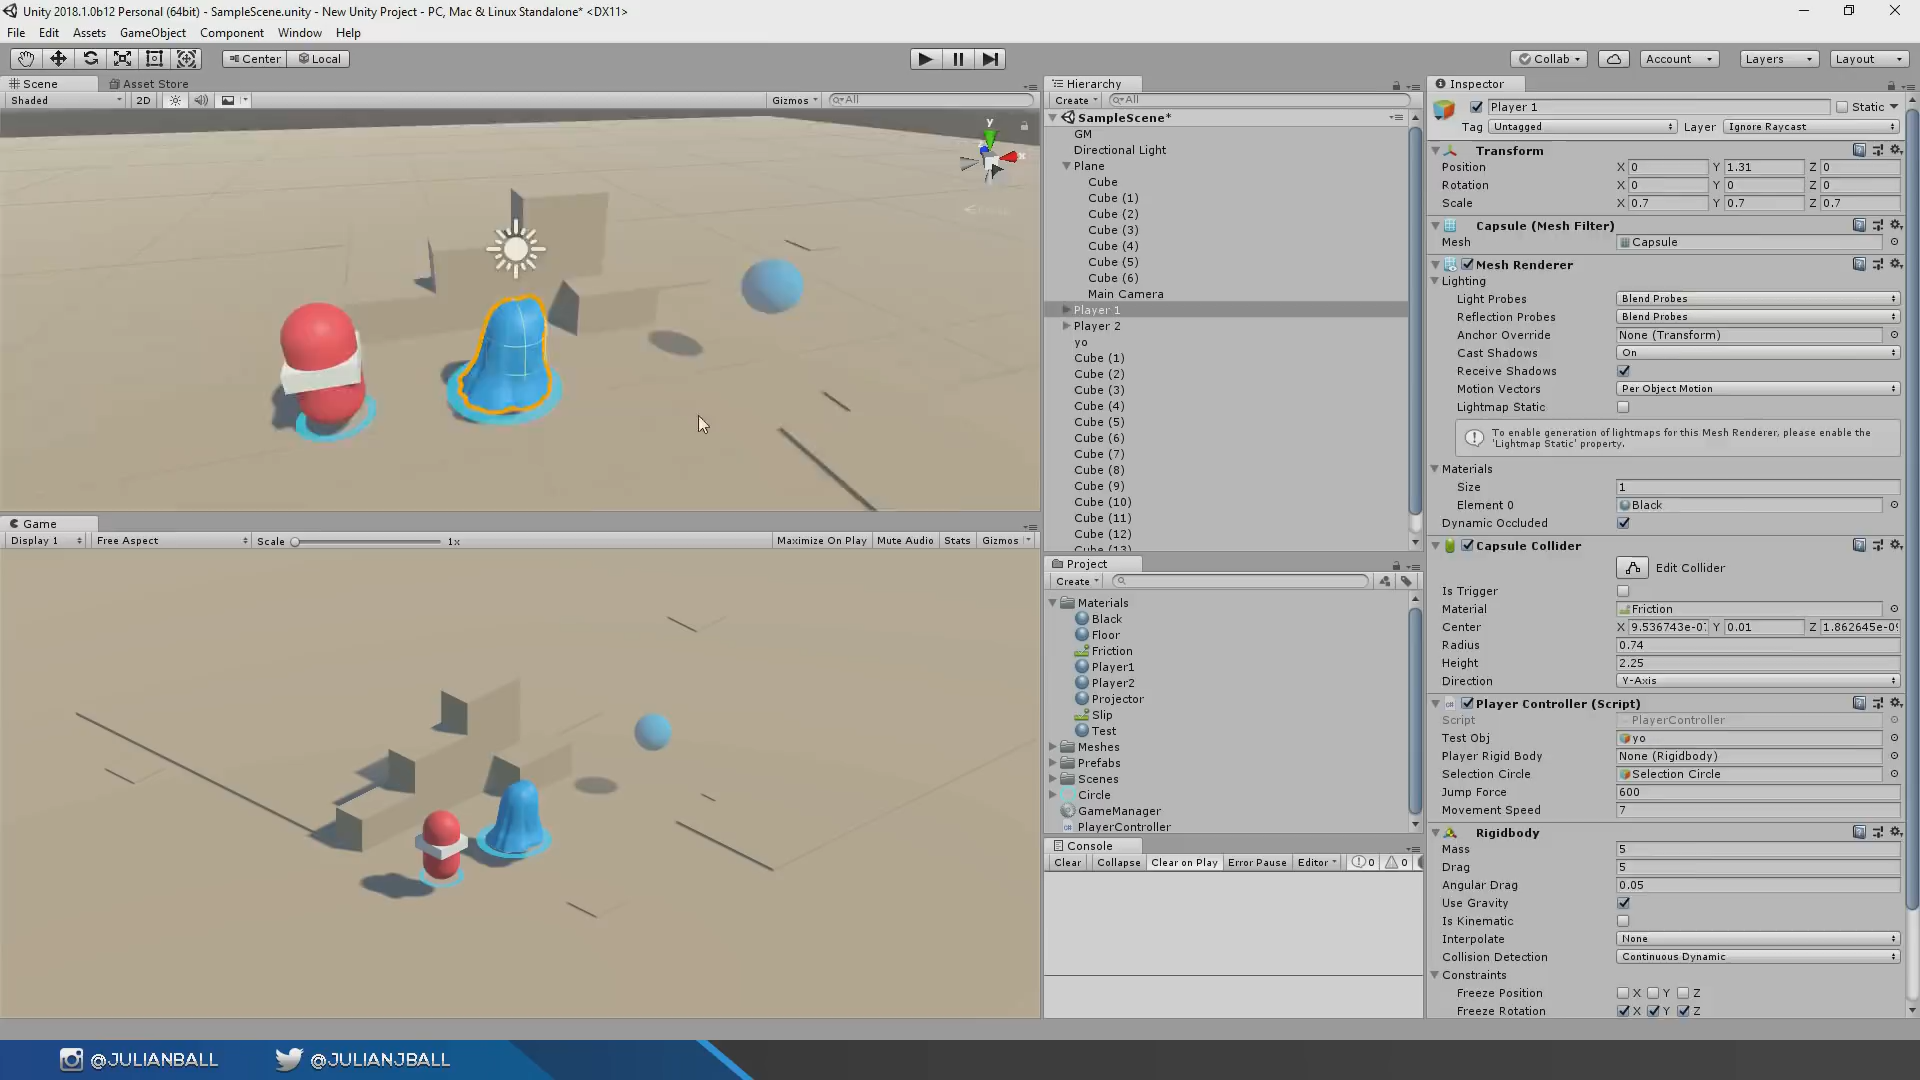 Unity 2018.1.0b12 Personal (64bit) - SampleScene.unity - New Unity Project - PC, Mac & Linux Standalone* <DX11>
File Edit Assets GameObject Component Window Help
Center Local
Collab Account Layers Layout
Scene Asset Store
Shaded 2D Gizmos All
y
x
Game
Display 1 Free Aspect Scale 1x Maximize On Play Mute Audio Stats Gizmos
Hierarchy
Create All
SampleScene*
GM
Directional Light
Plane
Cube
Cube (1)
Cube (2)
Cube (3)
Cube (4)
Cube (5)
Cube (6)
Main Camera
Player 1
Player 2
yo
Cube (1)
Cube (2)
Cube (3)
Cube (4)
Cube (5)
Cube (6)
Cube (7)
Cube (8)
Cube (9)
Cube (10)
Cube (11)
Cube (12)
Cube (13)
Project
Create
Materials
Black
Floor
Friction
Player1
Player2
Projector
Slip
Test
Meshes
Prefabs
Scenes
Circle
GameManager
PlayerController
Console
Clear Collapse Clear on Play Error Pause Editor 0 0
Inspector
Player 1 Static
Tag Untagged Layer Ignore Raycast
Transform
Position X 0 Y 1.31 Z 0
Rotation X 0 Y 0 Z 0
Scale X 0.7 Y 0.7 Z 0.7
Capsule (Mesh Filter)
Mesh Capsule
Mesh Renderer
Lighting
Light Probes Blend Probes
Reflection Probes Blend Probes
Anchor Override None (Transform)
Cast Shadows On
Receive Shadows
Motion Vectors Per Object Motion
Lightmap Static
To enable generation of lightmaps for this Mesh Renderer, please enable the
'Lightmap Static' property.
Materials
Size 1
Element 0 Black
Dynamic Occluded
Capsule Collider
Edit Collider
Is Trigger
Material Friction
Center X 9.536743e-0 Y 0.01 Z 1.862645e-0
Radius 0.74
Height 2.25
Direction Y-Axis
Player Controller (Script)
Script PlayerController
Test Obj yo
Player Rigid Body None (Rigidbody)
Selection Circle Selection Circle
Jump Force 600
Movement Speed 7
Rigidbody
Mass 5
Drag 5
Angular Drag 0.05
Use Gravity
Is Kinematic
Interpolate None
Collision Detection Continuous Dynamic
Constraints
Freeze Position X Y Z
Freeze Rotation X Y Z
@JULIANBALL @JULIANJBALL